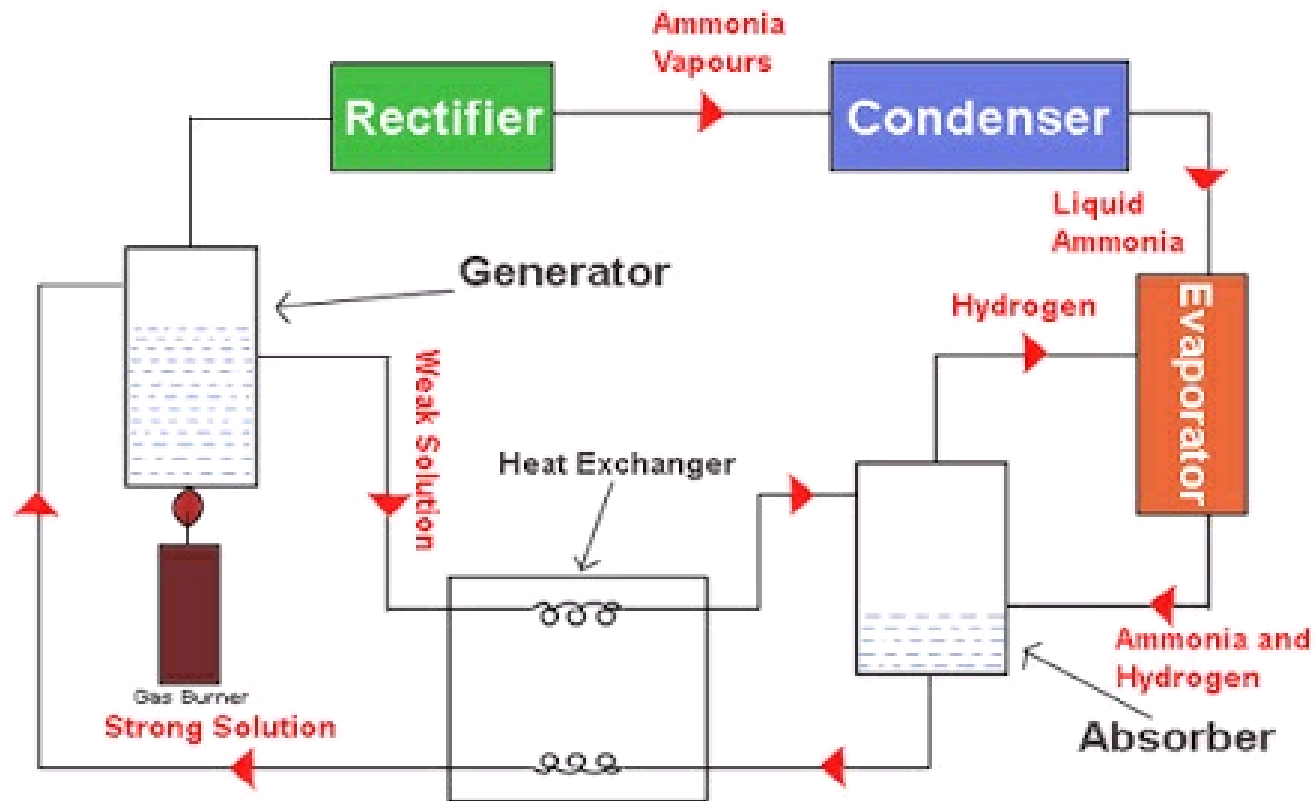 Ammonia
Vapours
Rectifier
Condenser
Liquid
Ammonia
Generator
Hydrogen
Evaporator
Weak Solution
Heat Exchanger
Gas Burner
Strong Solution
Ammonia and
Hydrogen
Absorber